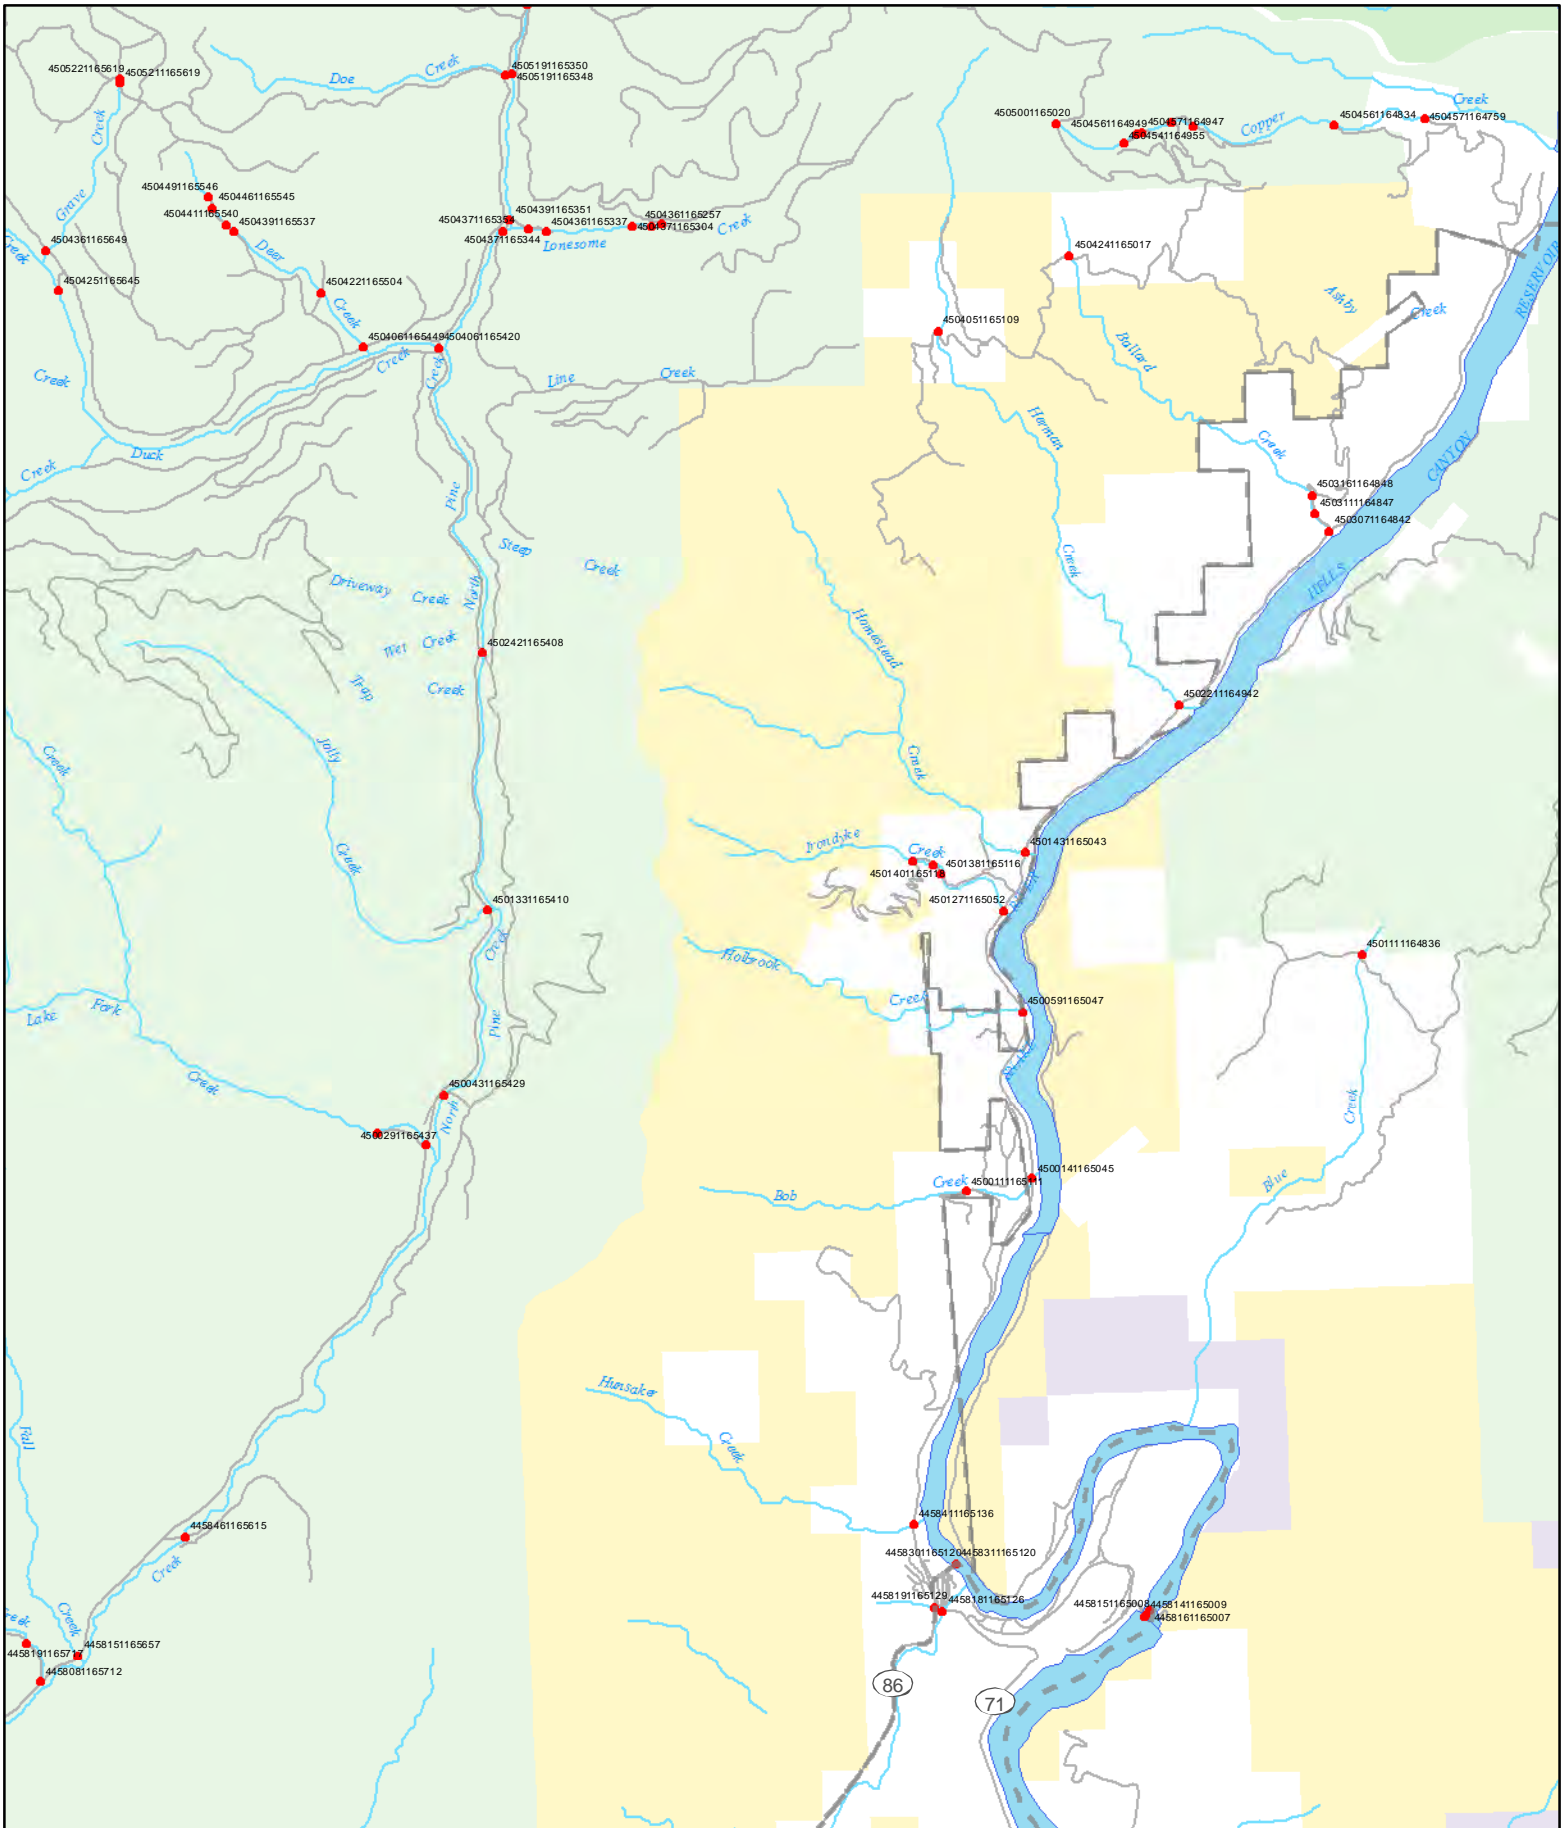 4505221165619
4505211165619
Doe
Creek
4505191165350
4505191165348
Creek
Grave
4505001165020
4504561164949
4504571164947
4504541164955
Copper
4504561164834
Creek
4504571164759
4504491165546
4504461165545
4504411165540
4504391165537
Deer
Creek
4504361165649
4504251165645
Creek
4504221165504
Creek
4504391165351
4504371165354
4504371165344
4504361165337
4504361165257
4504371165304
Lonesome
Creek
4504241165017
Ashby
Creek
RESERVOIR
4504051165109
Ballard
Creek
4504061165449
4504061165420
Creek
Creek
Line
Creek
Duck
Creek
Herman
Creek
CANYON
4503161164848
4503111164847
4503071164842
HELLS
Pine
North
Steep
Creek
Driveway
Creek
Wet
Creek
Trap
Creek
4502421165408
Homestead
Creek
4502211164942
Creek
Jolly
Creek
Irondyke
Creek
4501431165043
4501381165116
4501401165118
4501271165052
4501331165410
Creek
Pine
North
Holbrook
Creek
4500591165047
4501111164836
Creek
Blue
Lake
Fork
Creek
4500431165429
4500291165437
4500141165045
Bob
Creek
4500111165111
Hunsaker
Creek
Fall
Creek
4458461165615
Creek
4458411165136
4458301165120
4458311165120
4458191165129
4458181165126
4458151165008
4458141165009
4458161165007
4458151165657
4458191165717
4458081165712
86
71